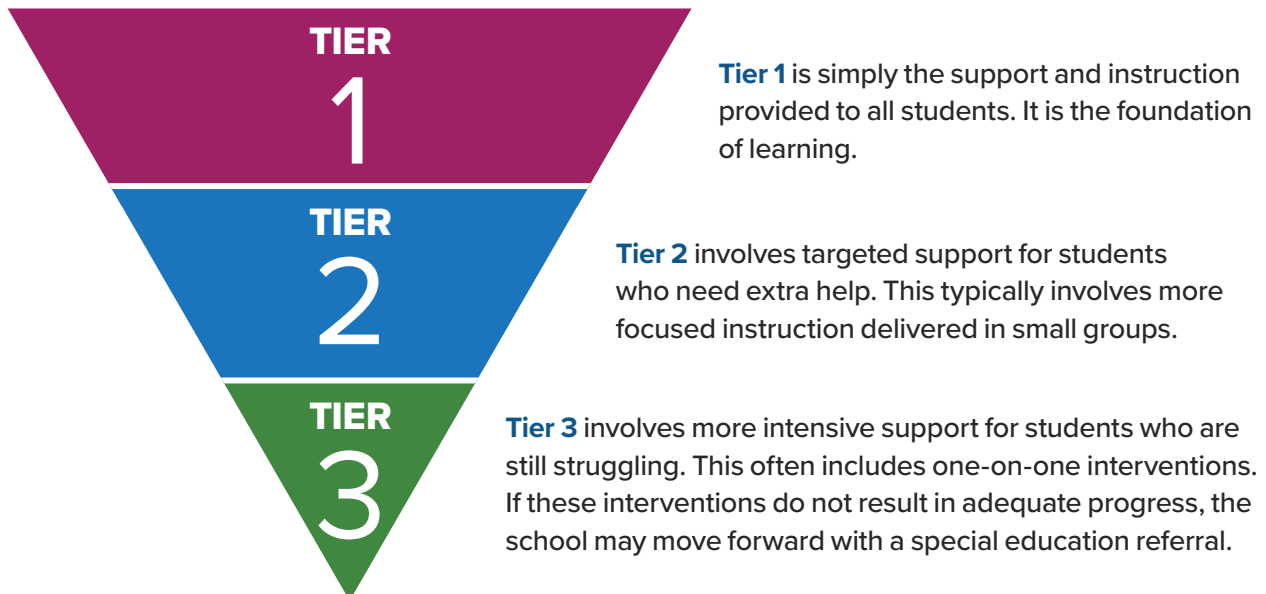 TIER
1
Tier 1 is simply the support and instruction
provided to all students. It is the foundation
of learning.
TIER
2
Tier 2 involves targeted support for students
who need extra help. This typically involves more
focused instruction delivered in small groups.
TIER
3
Tier 3 involves more intensive support for students who are
still struggling. This often includes one-on-one interventions.
If these interventions do not result in adequate progress, the
school may move forward with a special education referral.